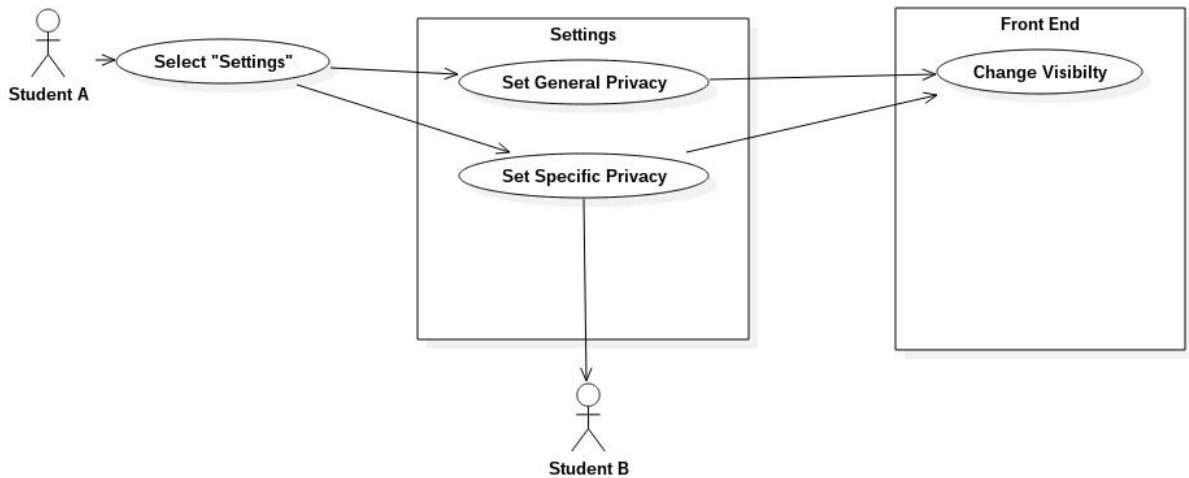 Front End
Settings
Select "Settings"
Set General Privacy
Change Visibilty
Student A
Set Specific Privacy
Student B